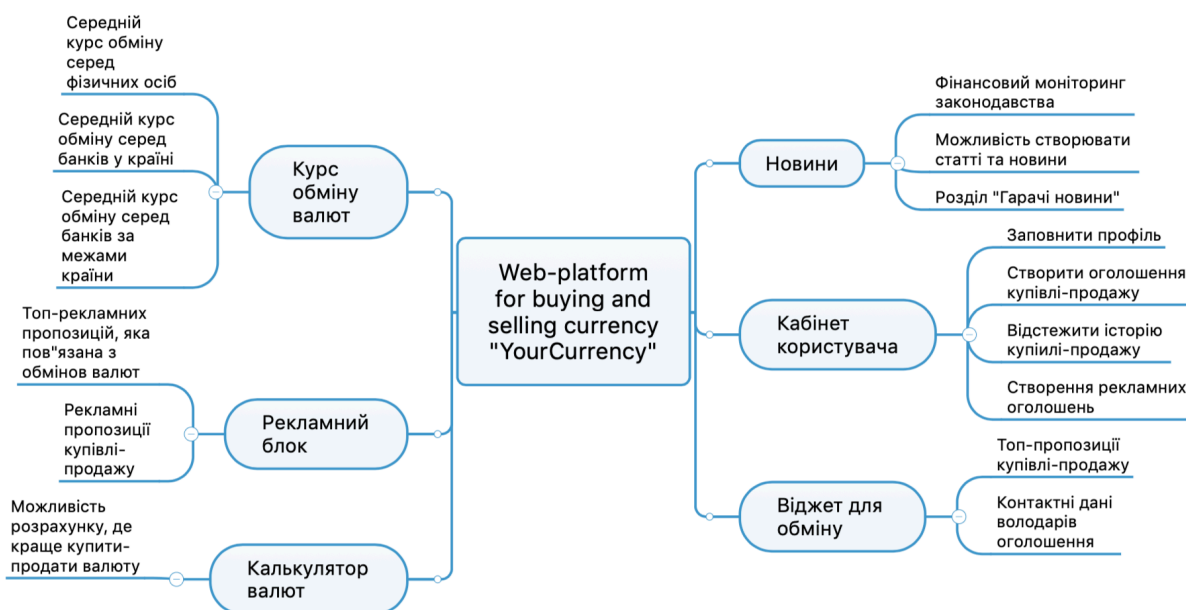 Середній
курс обміну
серед
фізичних осіб
Середній курс
обміну серед
банків у країні
Середній курс
обміну серед
банків за
межами
країни
Курс
обміну
валют
Топ-рекламних
пропозицій, яка
пов"язана з
обмінов валют
Рекламні
пропозиції
купівлі-
продажу
Рекламний
блок
Можливість
розрахунку, де
краще купити-
продати валюту
Калькулятор
валют
Web-platform
for buying and
selling currency
"YourCurrency"
Новини
Фінансовий моніторинг
законодавства
Можливість створювати
статті та новини
Розділ "Гарачі новини"
Кабінет
користувача
Заповнити профіль
Створити оголошення
купівлі-продажу
Відстежити історію
купіилі-продажу
Створення рекламних
оголошень
Віджет для
обміну
Топ-пропозиції
купівлі-продажу
Контактні дані
володарів
оголошення